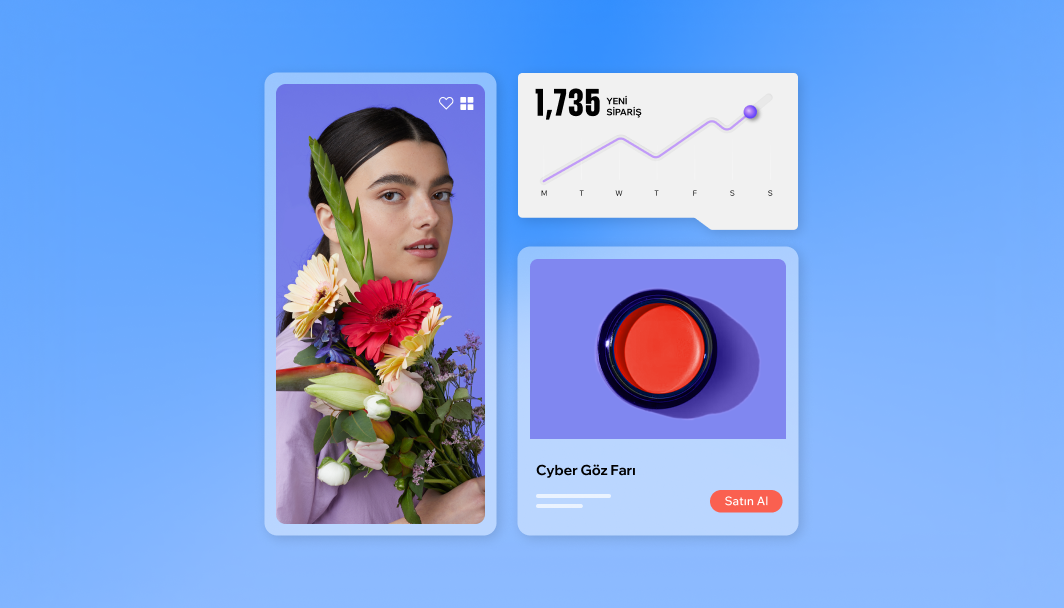 1,735 YENİ
SİPARİŞ
M T W T F S S
Cyber Göz Farı
Satın Al